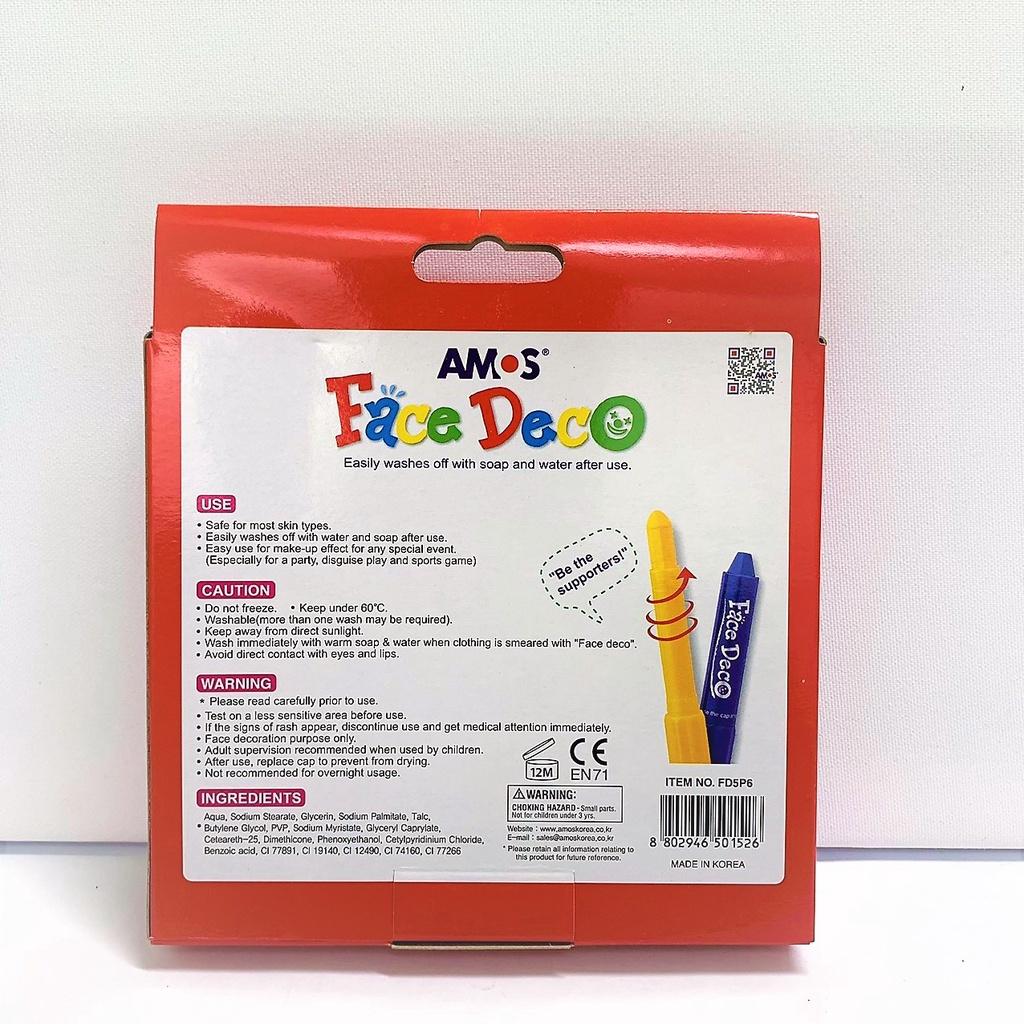 AMOS®
AMOS
Face Deco
Easily washes off with soap and water after use.
USE
• Safe for most skin types.
• Easily washes off with water and soap after use.
• Easy use for make-up effect for any special event.
(Especially for a party, disguise play and sports game)
"Be the
supporters!"
Face Deco
CAUTION
• Do not freeze. • Keep under 60°C.
• Washable(more than one wash may be required).
• Keep away from direct sunlight.
• Wash immediately with warm soap & water when clothing is smeared with "Face deco".
• Avoid direct contact with eyes and lips.
WARNING
* Please read carefully prior to use.
• Test on a less sensitive area before use.
• If the signs of rash appear, discontinue use and get medical attention immediately.
• Face decoration purpose only.
• Adult supervision recommended when used by children.
• After use, replace cap to prevent from drying.
• Not recommended for overnight usage.
12M
CE
EN71
INGREDIENTS
Aqua, Sodium Stearate, Glycerin, Sodium Palmitate, Talc,
• Butylene Glycol, PVP, Sodium Myristate, Glyceryl Caprylate,
Ceteareth-25, Dimethicone, Phenoxyethanol, Cetylpyridinium Chloride,
Benzoic acid, CI 77891, CI 19140, CI 12490, CI 74160, CI 77266
WARNING:
CHOKING HAZARD - Small parts.
Not for children under 3 yrs.
Website : www.amoskorea.co.kr
E-mail : sales@amoskorea.co.kr
* Please retain all information relating to
this product for future reference.
ITEM NO. FD5P6
8 802946 501526
MADE IN KOREA